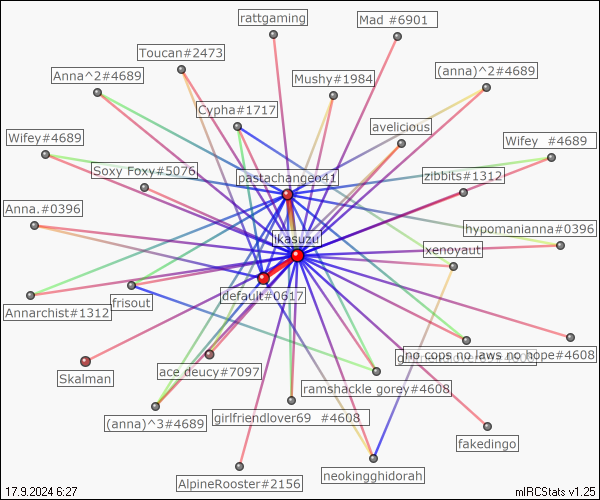 rattgaming
Mad #6901
Toucan#2473
Anna^2#4689
Mushy#1984
(anna)^2#4689
Cypha#1717
avelicious
Wifey#4689
Wifey  #4689
Soxy Foxy#5076
pastachangeo41
zibbits#1312
Anna.#0396
hypomanianna#0396
jikasuzu
xenoyaut
default#0617
Annarchist#1312
frisout
no cops no laws no hope#4608
Skalman
ace deucy#7097
ramshackle gorey#4608
(anna)^3#4689
girlfriendlover69  #4608
fakedingo
AlpineRooster#2156
neokingghidorah
17.9.2024 6:27
mIRCStats v1.25